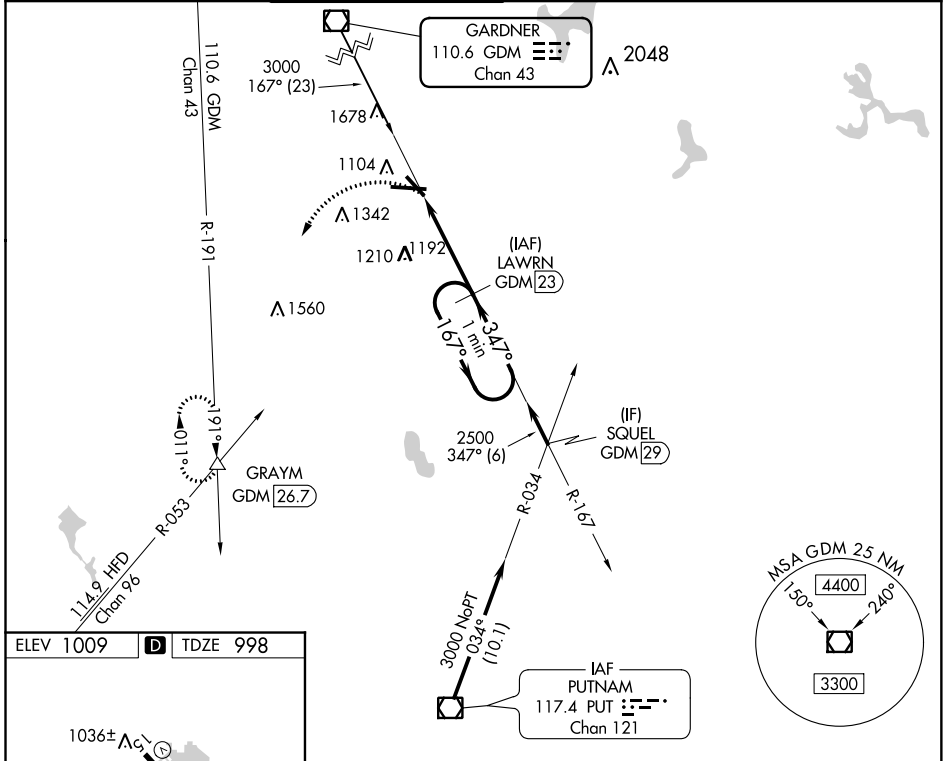 GARDNER
110.6 GDM
Chan 43
2048
110.6 GDM
Chan 43
3000
167° (23)
1678
1104
1342
1210
1192
(IAF)
LAWRN
GDM 23
1560
R-191
1 min
167°
347°
191°
011°
GRAYM
GDM 26.7
2500
347° (6)
(IF)
SQUEL
GDM 29
R-034
R-167
R-053
114.9 HFD
Chan 96
3000 NoPT
034°
(10.1)
IAF
PUTNAM
117.4 PUT
Chan 121
MSA GDM 25 NM
150°
4400
240°
3300
ELEV 1009
D
TDZE 998
1036±
15
V